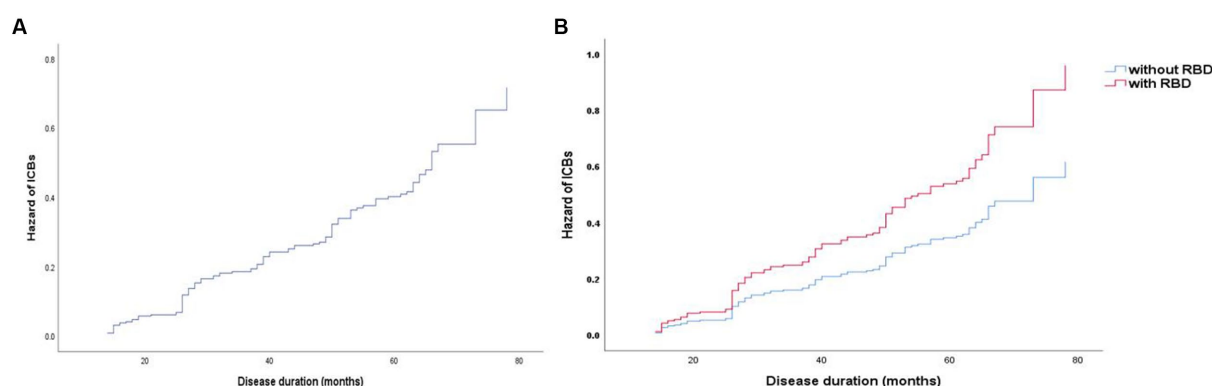 A
Hazard of ICBs
0.8
0.6
0.4
0.2
0.0
20 40 60 80
Disease duration (months)
B
Hazard of ICBs
1.0
0.8
0.6
0.4
0.2
0.0
20 40 60 80
Disease duration (months)
without RBD
with RBD